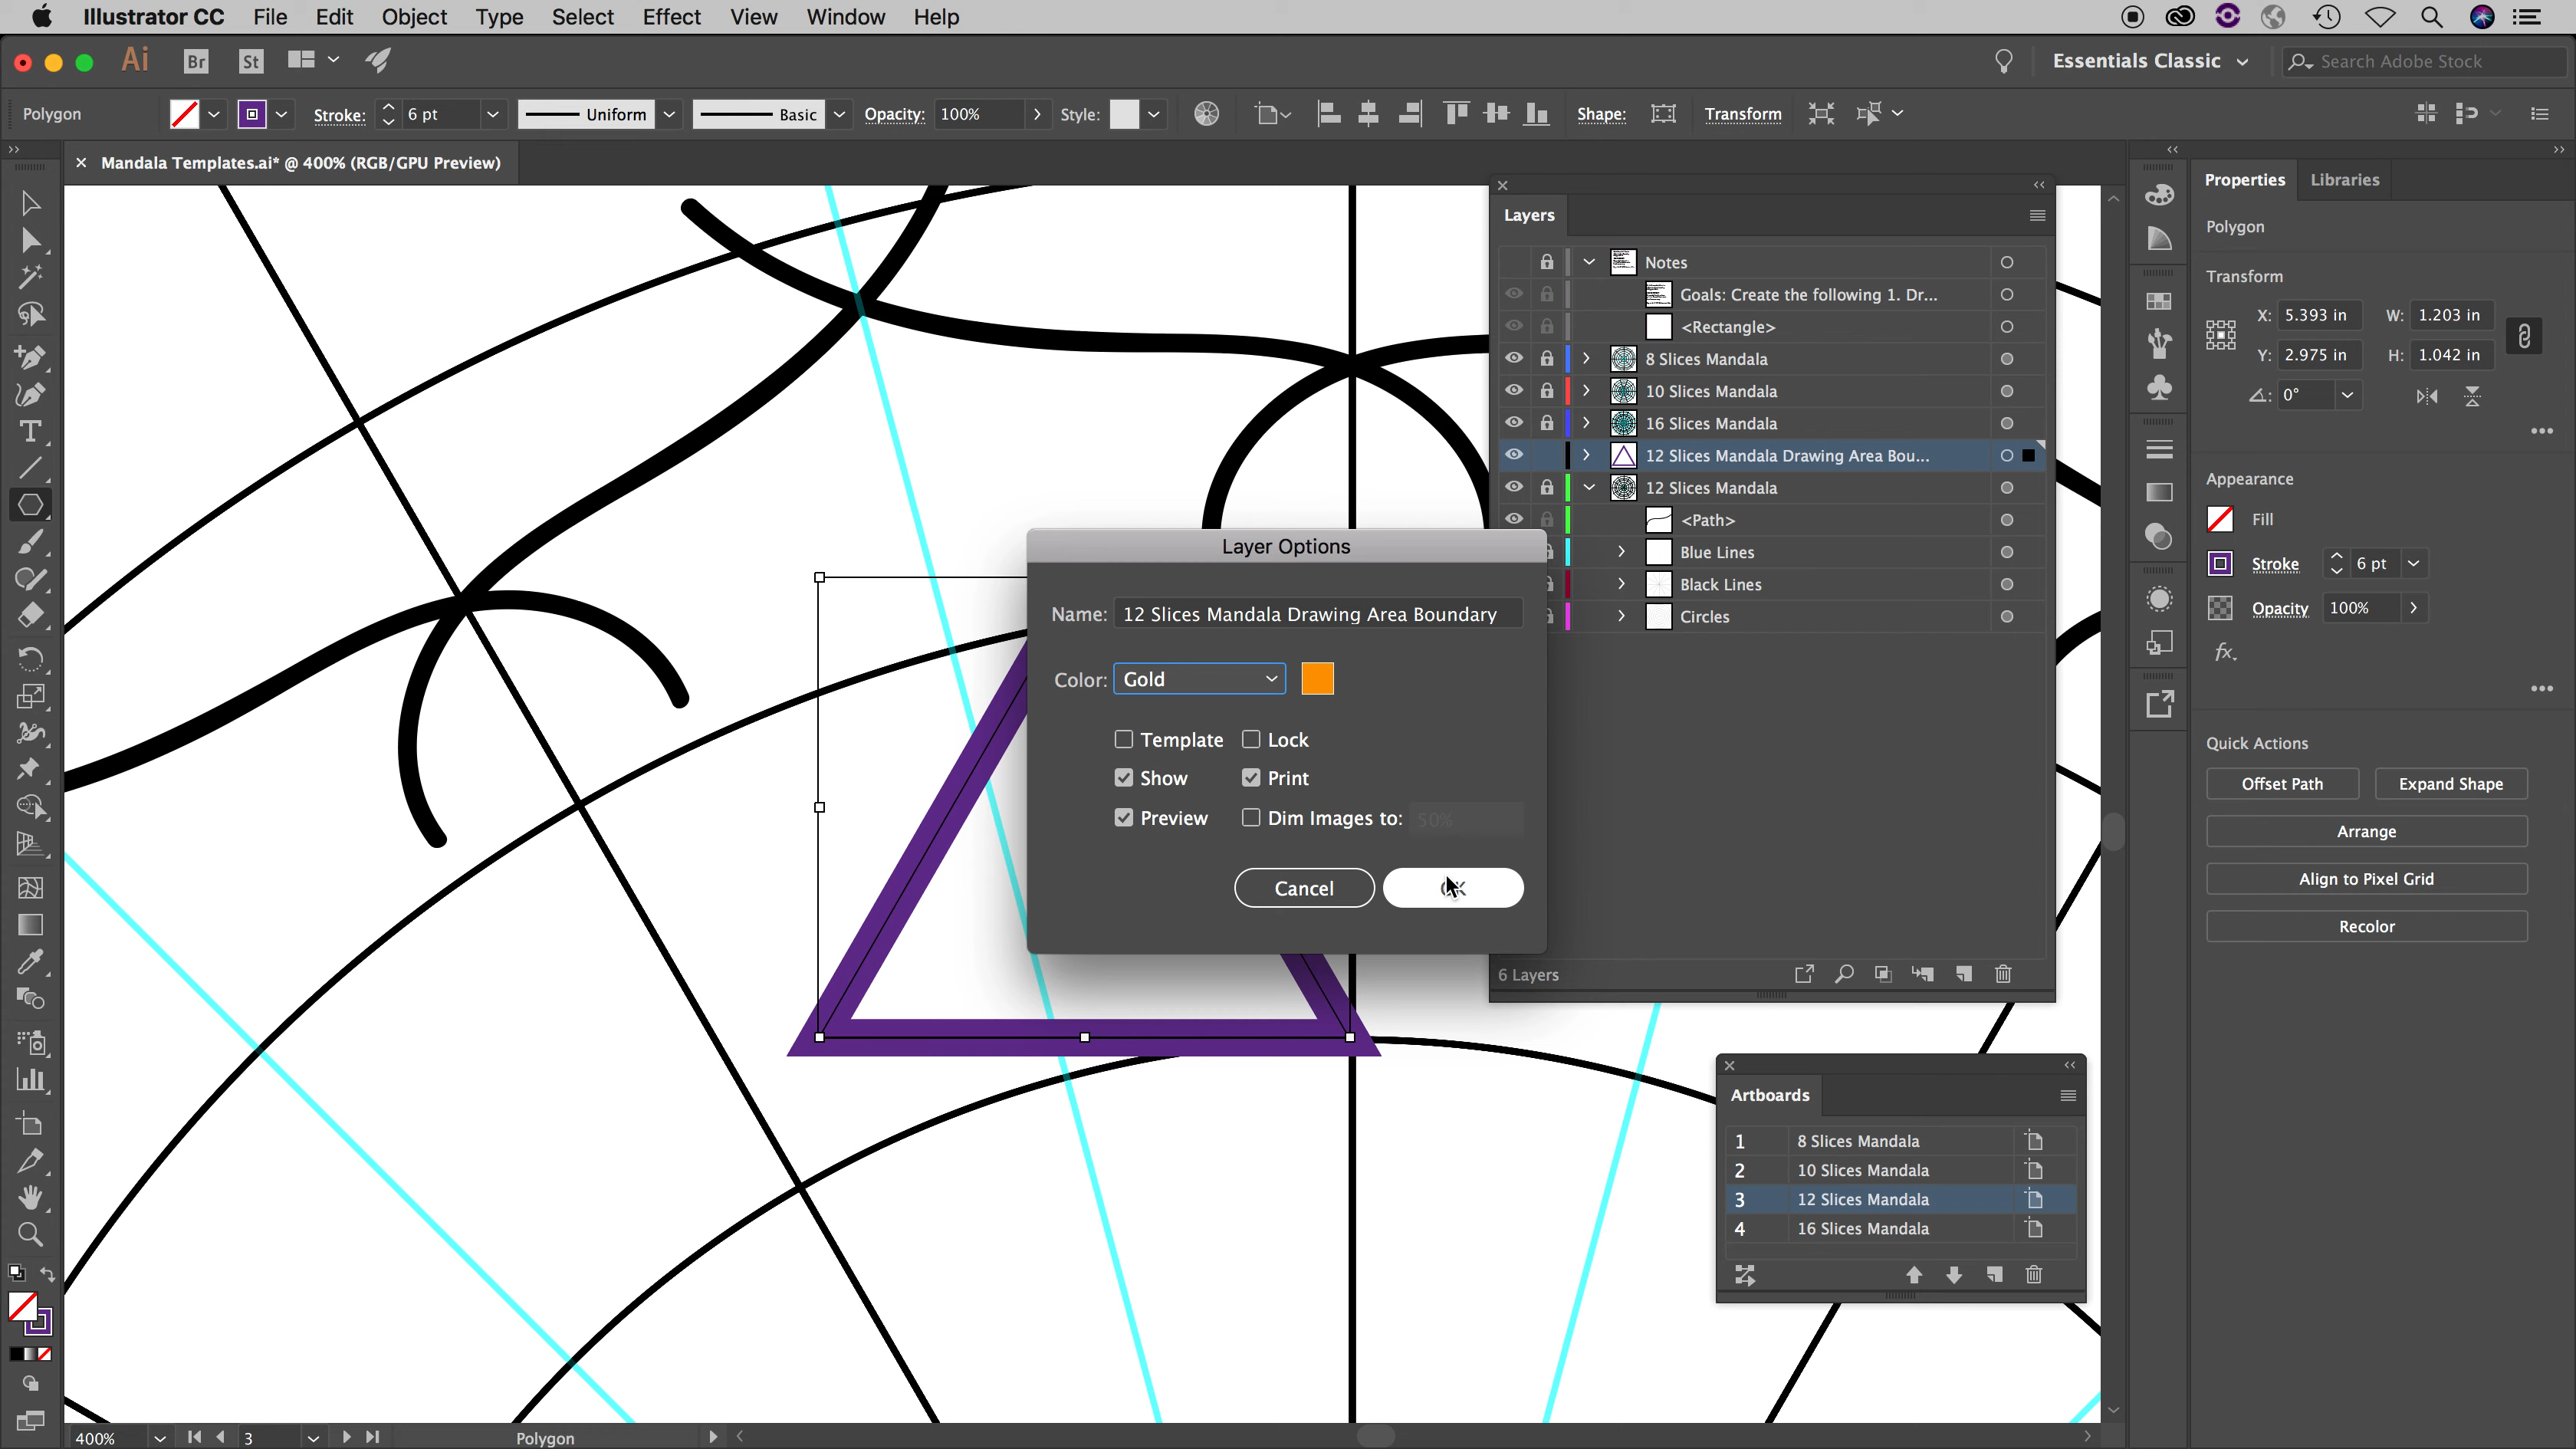 Illustrator CC File Edit Object Type Select Effect View Window Help
Ai Br St Essentials Classic Search Adobe Stock
Polygon Stroke: 6 pt Uniform Basic Opacity: 100% Style: Shape: Transform
Mandala Templates.ai* @ 400% (RGB/GPU Preview)
Layers
Notes
Goals: Create the following 1. Dr...
<Rectangle>
8 Slices Mandala
10 Slices Mandala
16 Slices Mandala
12 Slices Mandala Drawing Area Bou...
12 Slices Mandala
<Path>
Blue Lines
Black Lines
Circles
6 Layers
Layer Options
Name: 12 Slices Mandala Drawing Area Boundary
Color: Gold
Template Lock
Show Print
Preview Dim Images to: 50%
Cancel
Artboards
1 8 Slices Mandala
2 10 Slices Mandala
3 12 Slices Mandala
4 16 Slices Mandala
Properties Libraries
Polygon
Transform
X: 5.393 in W: 1.203 in
Y: 2.975 in H: 1.042 in
0°
Appearance
Fill
Stroke 6 pt
Opacity 100%
fx
Quick Actions
Offset Path Expand Shape
Arrange
Align to Pixel Grid
Recolor
400% 3 Polygon